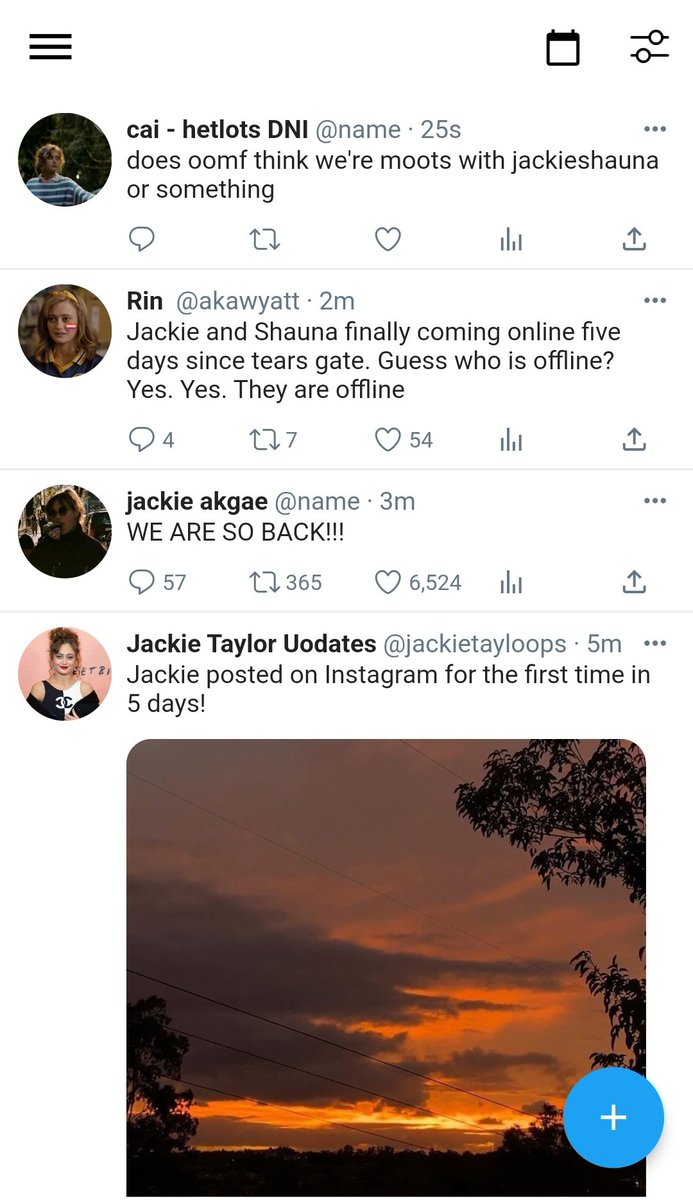 cai - hetlots DNI @name · 25s
does oomf think we're moots with jackieshauna
or something
Rin @akawyatt · 2m
Jackie and Shauna finally coming online five
days since tears gate. Guess who is offline?
Yes. Yes. They are offline
4 7 54
jackie akgae @name · 3m
WE ARE SO BACK!!!
57 365 6,524
Jackie Taylor Uodates @jackietayloops · 5m
Jackie posted on Instagram for the first time in
5 days!